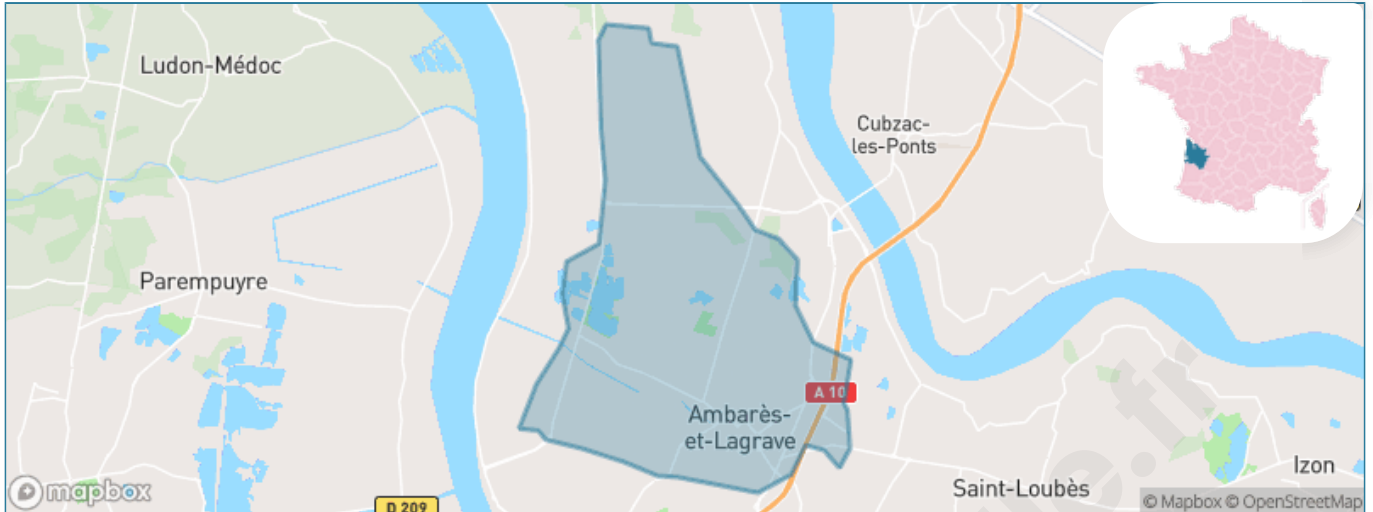 Ludon-Médoc
Cubzac-
les-Ponts
Parempuyre
A 10
Ambarès-
et-Lagrave
Izon
Saint-Loubès
mapbox
D 209
© Mapbox © OpenStreetMap